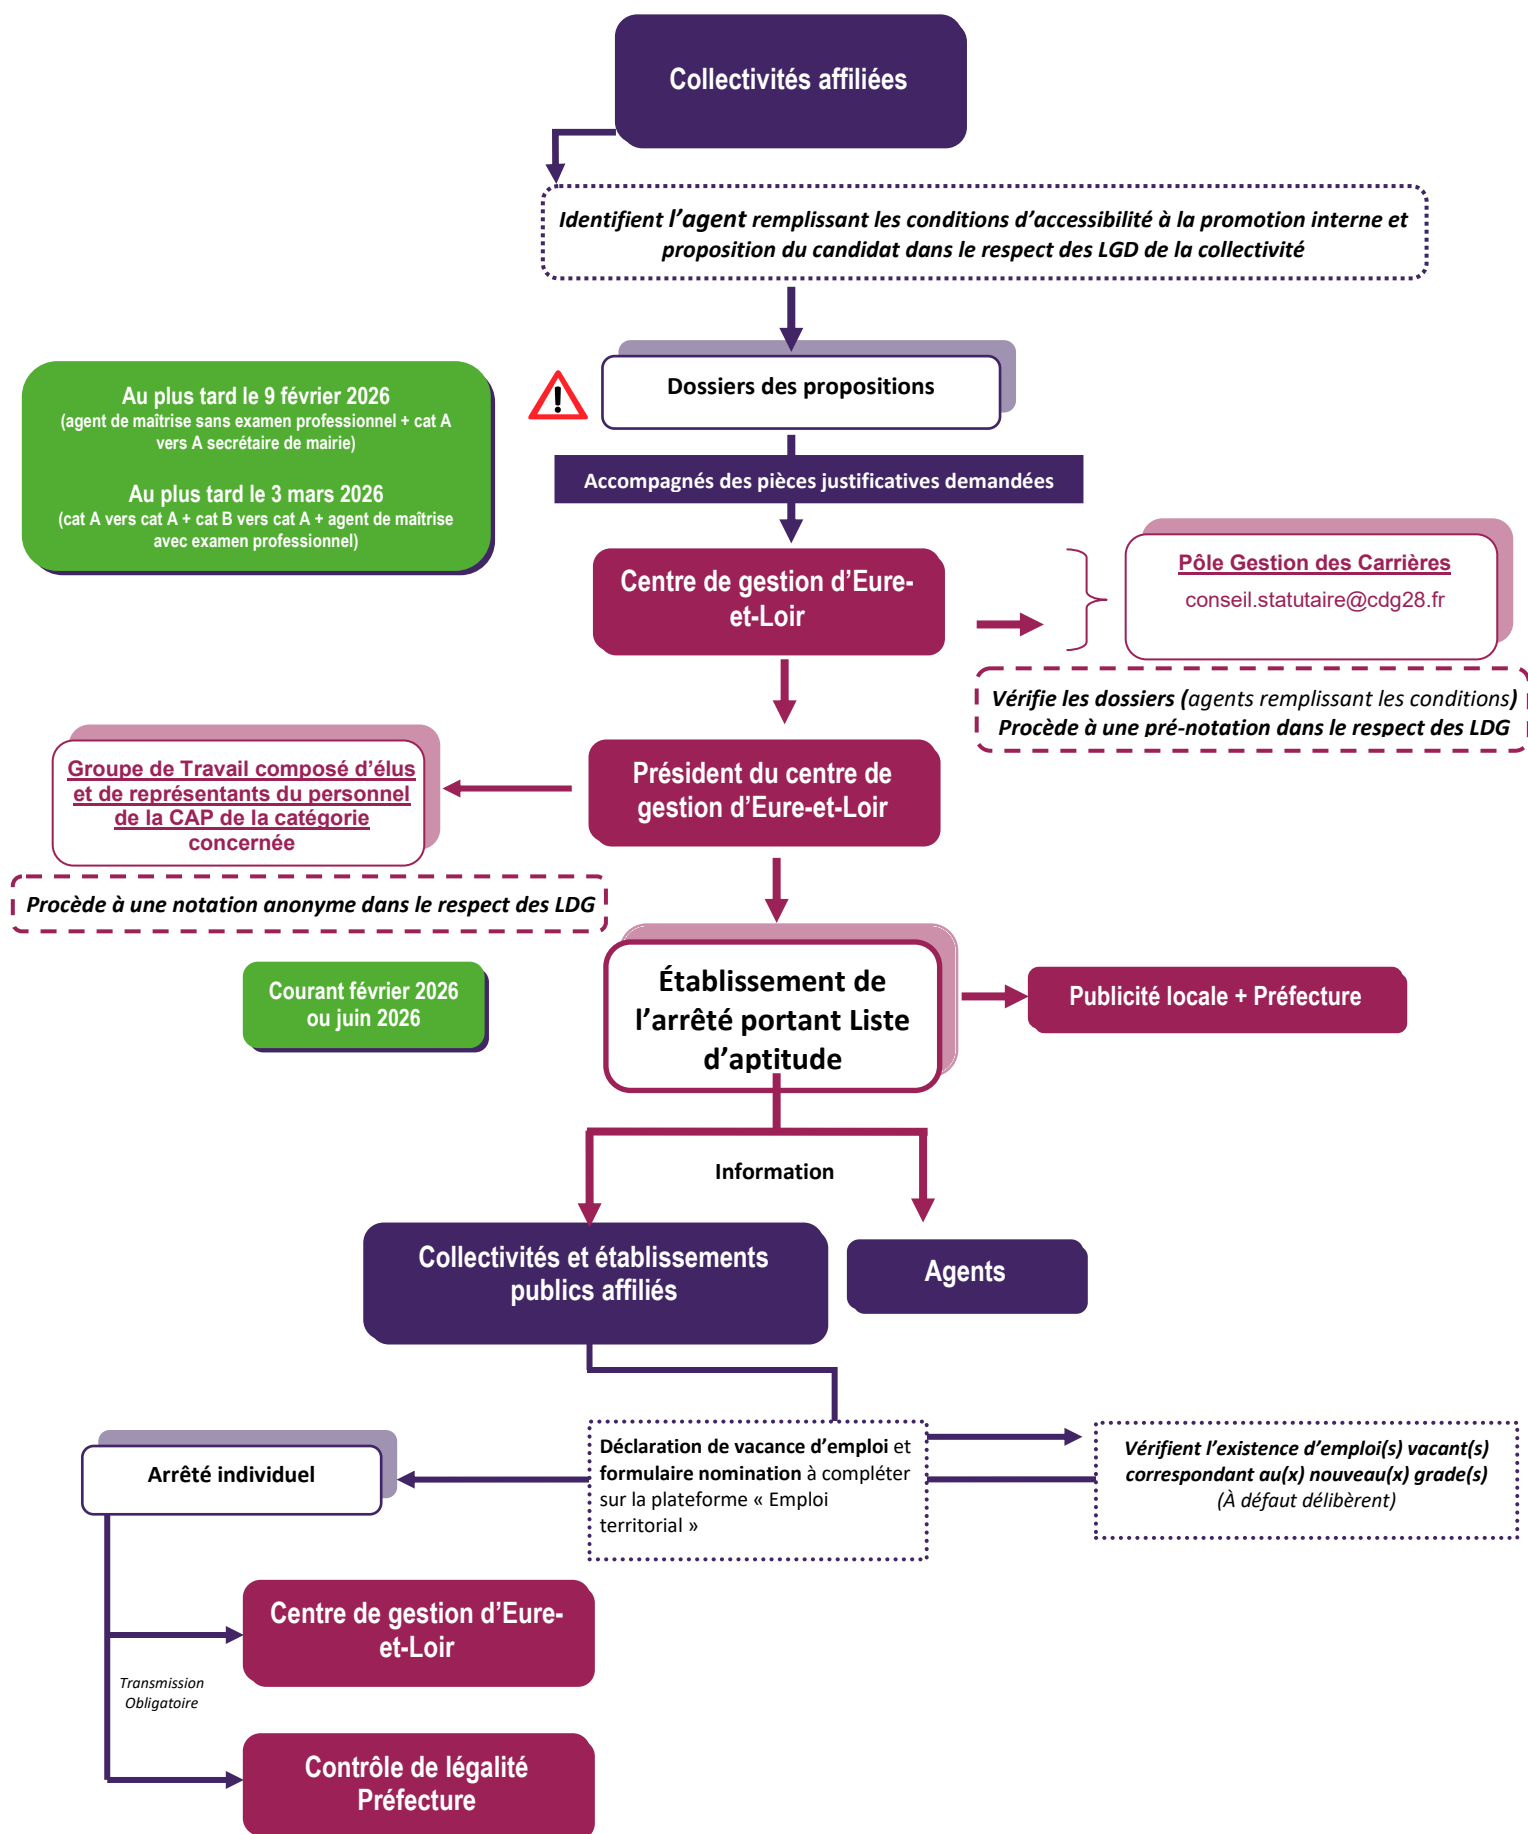 Collectivités affiliées
Identifient l’agent remplissant les conditions d’accessibilité à la promotion interne et
proposition du candidat dans le respect des LGD de la collectivité
Dossiers des propositions
Au plus tard le 9 février 2026
(agent de maîtrise sans examen professionnel + cat A
vers A secrétaire de mairie)
Au plus tard le 3 mars 2026
(cat A vers cat A + cat B vers cat A + agent de maîtrise
avec examen professionnel)
Accompagnés des pièces justificatives demandées
Centre de gestion d’Eure-
et-Loir
Pôle Gestion des Carrières
conseil.statutaire@cdg28.fr
Vérifie les dossiers (agents remplissant les conditions)
Procède à une pré-notation dans le respect des LDG
Président du centre de
gestion d’Eure-et-Loir
Groupe de Travail composé d’élus
et de représentants du personnel
de la CAP de la catégorie
concernée
Procède à une notation anonyme dans le respect des LDG
Courant février 2026
ou juin 2026
Établissement de
l’arrêté portant Liste
d’aptitude
Publicité locale + Préfecture
Information
Collectivités et établissements
publics affiliés
Agents
Arrêté individuel
Déclaration de vacance d’emploi et
formulaire nomination à compléter
sur la plateforme « Emploi
territorial »
Vérifient l’existence d’emploi(s) vacant(s)
correspondant au(x) nouveau(x) grade(s)
(À défaut délibèrent)
Centre de gestion d’Eure-
et-Loir
Transmission
Obligatoire
Contrôle de légalité
Préfecture